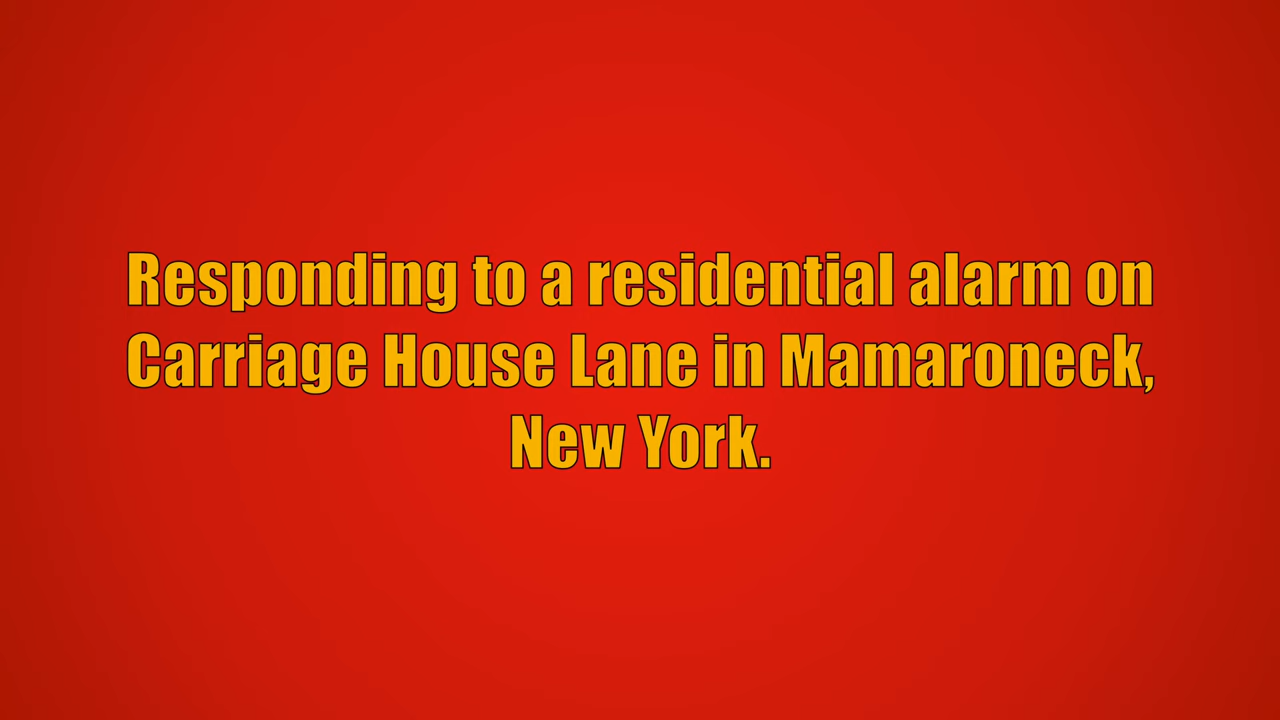 Responding to a residential alarm on
Carriage House Lane in Mamaroneck,
New York.